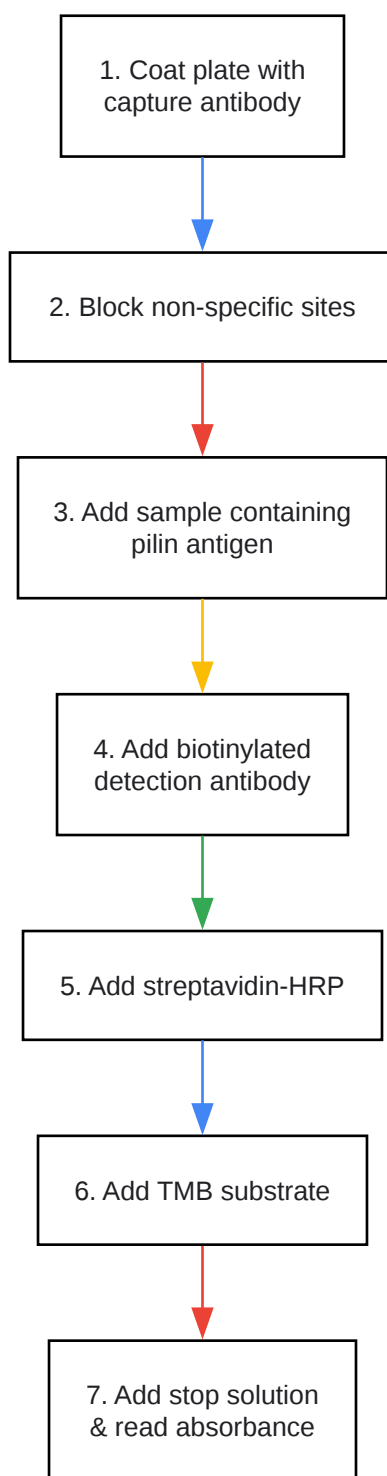 1. Coat plate with
capture antibody
2. Block non-specific sites
3. Add sample containing
pilin antigen
4. Add biotinylated
detection antibody
5. Add streptavidin-HRP
6. Add TMB substrate
7. Add stop solution
& read absorbance